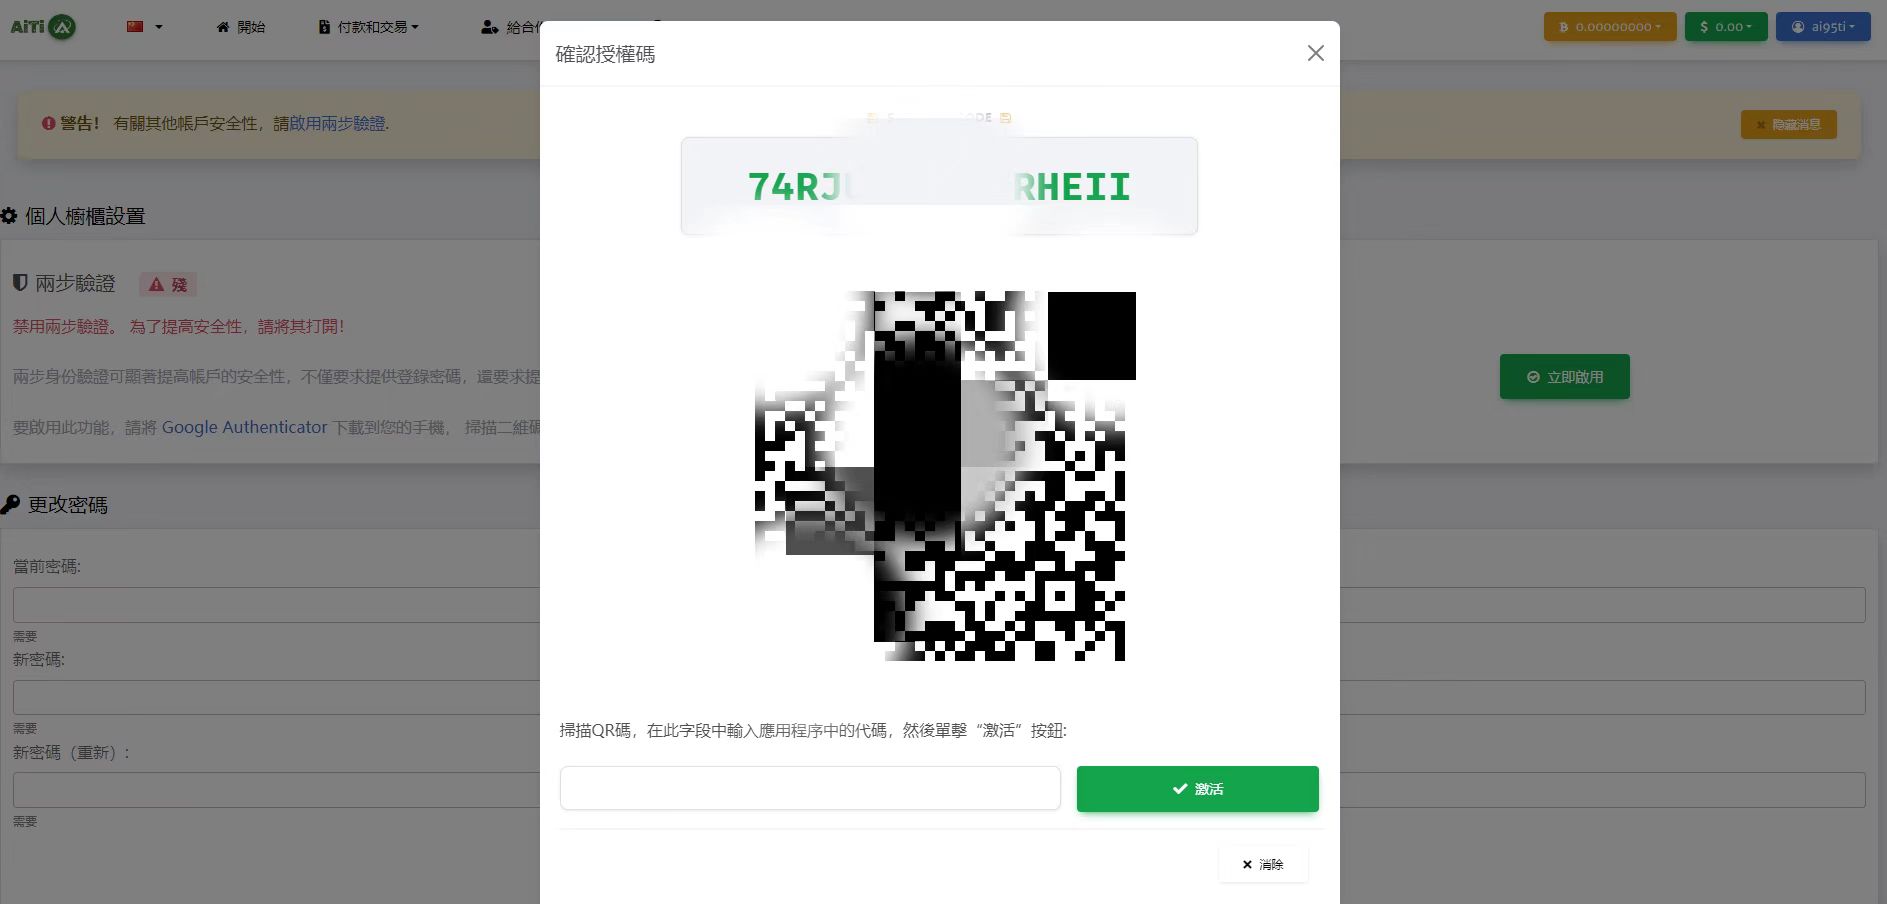 AiTi
開始
付款和交易
給合
0.00000000
$ 0.00
ai95ti
警告！ 有關其他帳戶安全性，請啟用兩步驗證.
隐藏消息
個人櫥櫃設置
兩步驗證 殘
禁用兩步驗證。 為了提高安全性，請將其打開！
兩步身份驗證可顯著提高帳戶的安全性，不僅要求提供登錄密碼，還要求提
要啟用此功能，請將 Google Authenticator 下載到您的手機， 掃描二維碼
立即啟用
更改密碼
當前密碼:
需要
新密碼:
需要
新密碼（重新）:
需要
確認授權碼
74RJ RHEII
掃描QR碼，在此字段中輸入應用程序中的代碼，然後單擊“激活”按鈕:
激活
消除